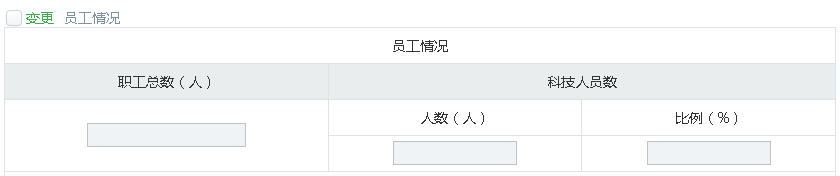 变更 员工情况
员工情况
职工总数（人） 科技人员数
人数（人） 比例（%）